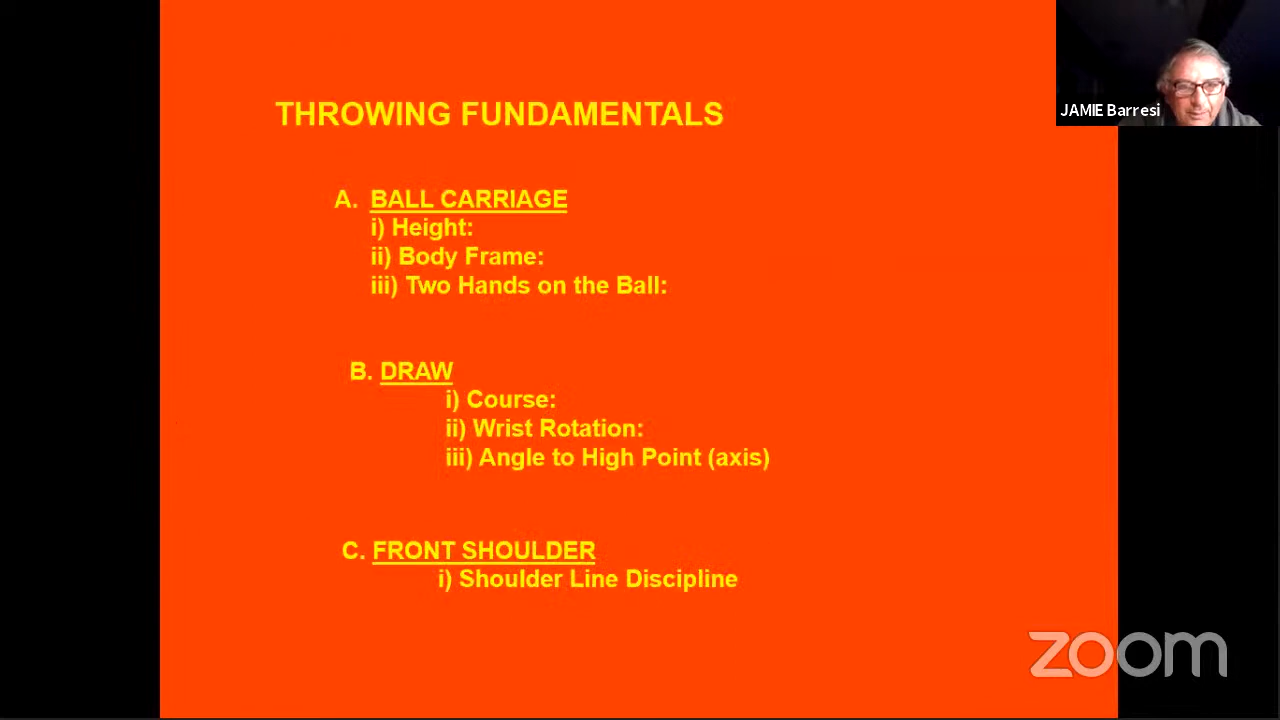 THROWING FUNDAMENTALS
JAMIE Barresi
A. BALL CARRIAGE
i) Height:
ii) Body Frame:
iii) Two Hands on the Ball:
B. DRAW
i) Course:
ii) Wrist Rotation:
iii) Angle to High Point (axis)
C. FRONT SHOULDER
i) Shoulder Line Discipline
zoom